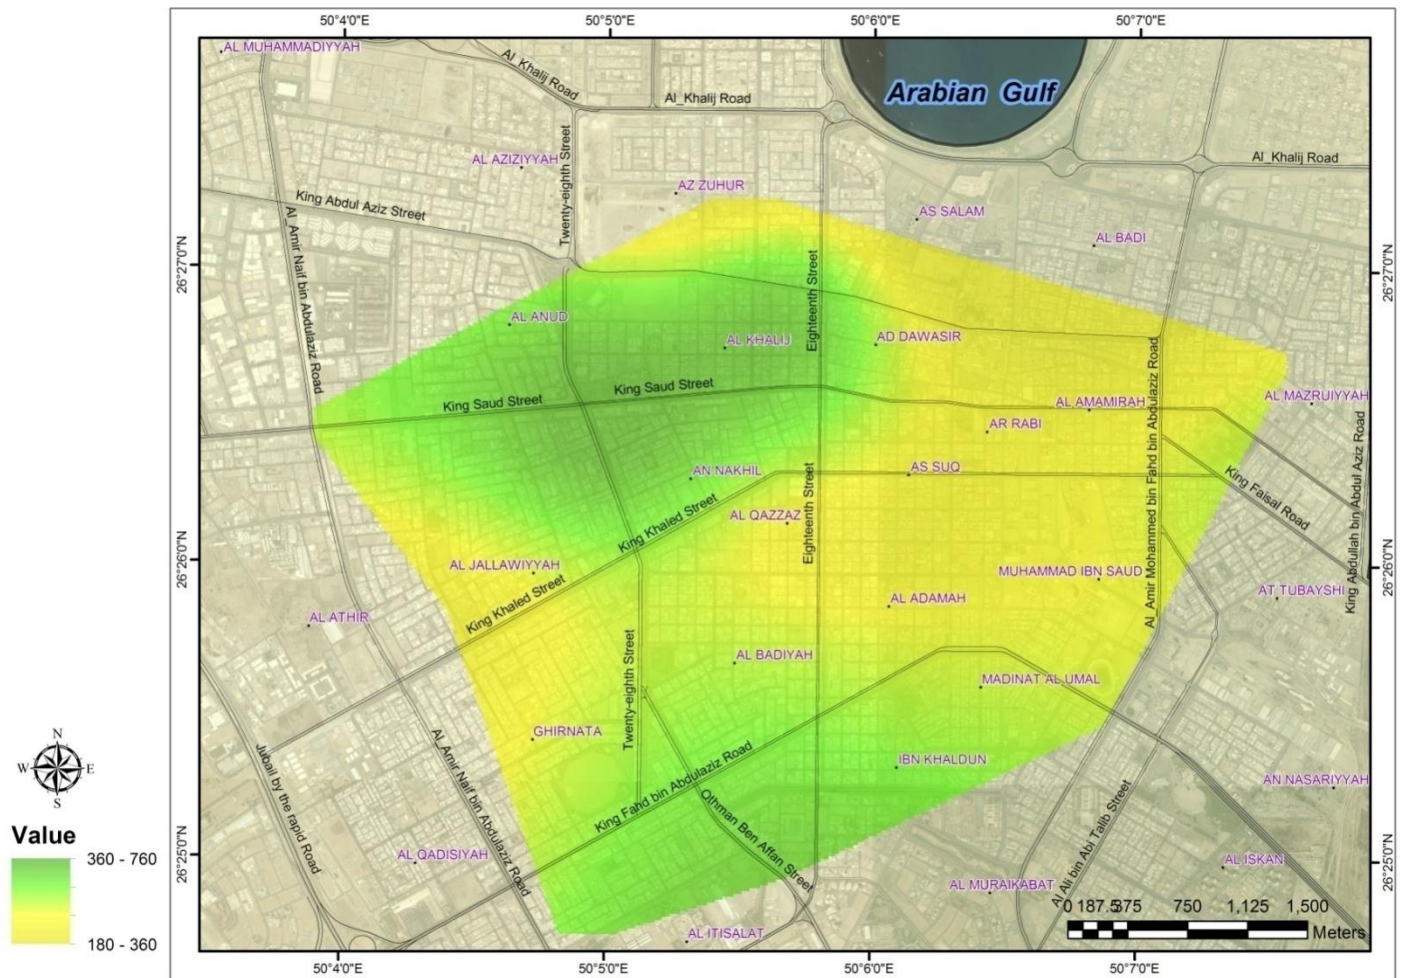 50°4'0"E
50°5'0"E
50°6'0"E
50°7'0"E
AL MUHAMMADIYYAH
Al_Khalij Road
Al_Khalij Road
Arabian Gulf
Al_Khalij Road
AL AZIZIYYAH
Twenty-eighth Street
AZ ZUHUR
King Abdul Aziz Street
AS SALAM
AL BADI
26°27'0"N
26°27'0"N
Al_Amir Naif bin Abdulaziz Road
Eighteenth Street
AL ANUD
AL KHALIJ
AD DAWASIR
King Saud Street
King Saud Street
AL AMAMIRAH
AL MAZRUIYYAH
AR RABI
Al_Amir Mohammed bin Fahd bin Abdulaziz Road
AN NAKHIL
AS SUQ
King Faisal Road
King Abdullah bin Abdul Aziz Road
AL QAZZAZ
Eighteenth Street
King Khaled Street
26°26'0"N
26°26'0"N
AL JALLAWIYYAH
MUHAMMAD IBN SAUD
AT TUBAYSHI
King Khaled Street
AL ADAMAH
AL ATHIR
AL BADIYAH
Twenty-eighth Street
MADINAT AL UMAL
GHIRNATA
N
W
E
S
IBN KHALDUN
AN NASARIYYAH
Jubail by the rapid Road
Al_Amir Naif bin Abdulaziz Road
King Fahd bin Abdulaziz Road
Othman Ben Affan Street
Al Ali bin Abi Talib Street
Value
360 - 760
180 - 360
26°25'0"N
26°25'0"N
AL QADISIYAH
AL ISKAN
AL MURAIKABAT
0 187.5 375 750 1,125 1,500
Meters
AL ITISALAT
50°4'0"E
50°5'0"E
50°6'0"E
50°7'0"E